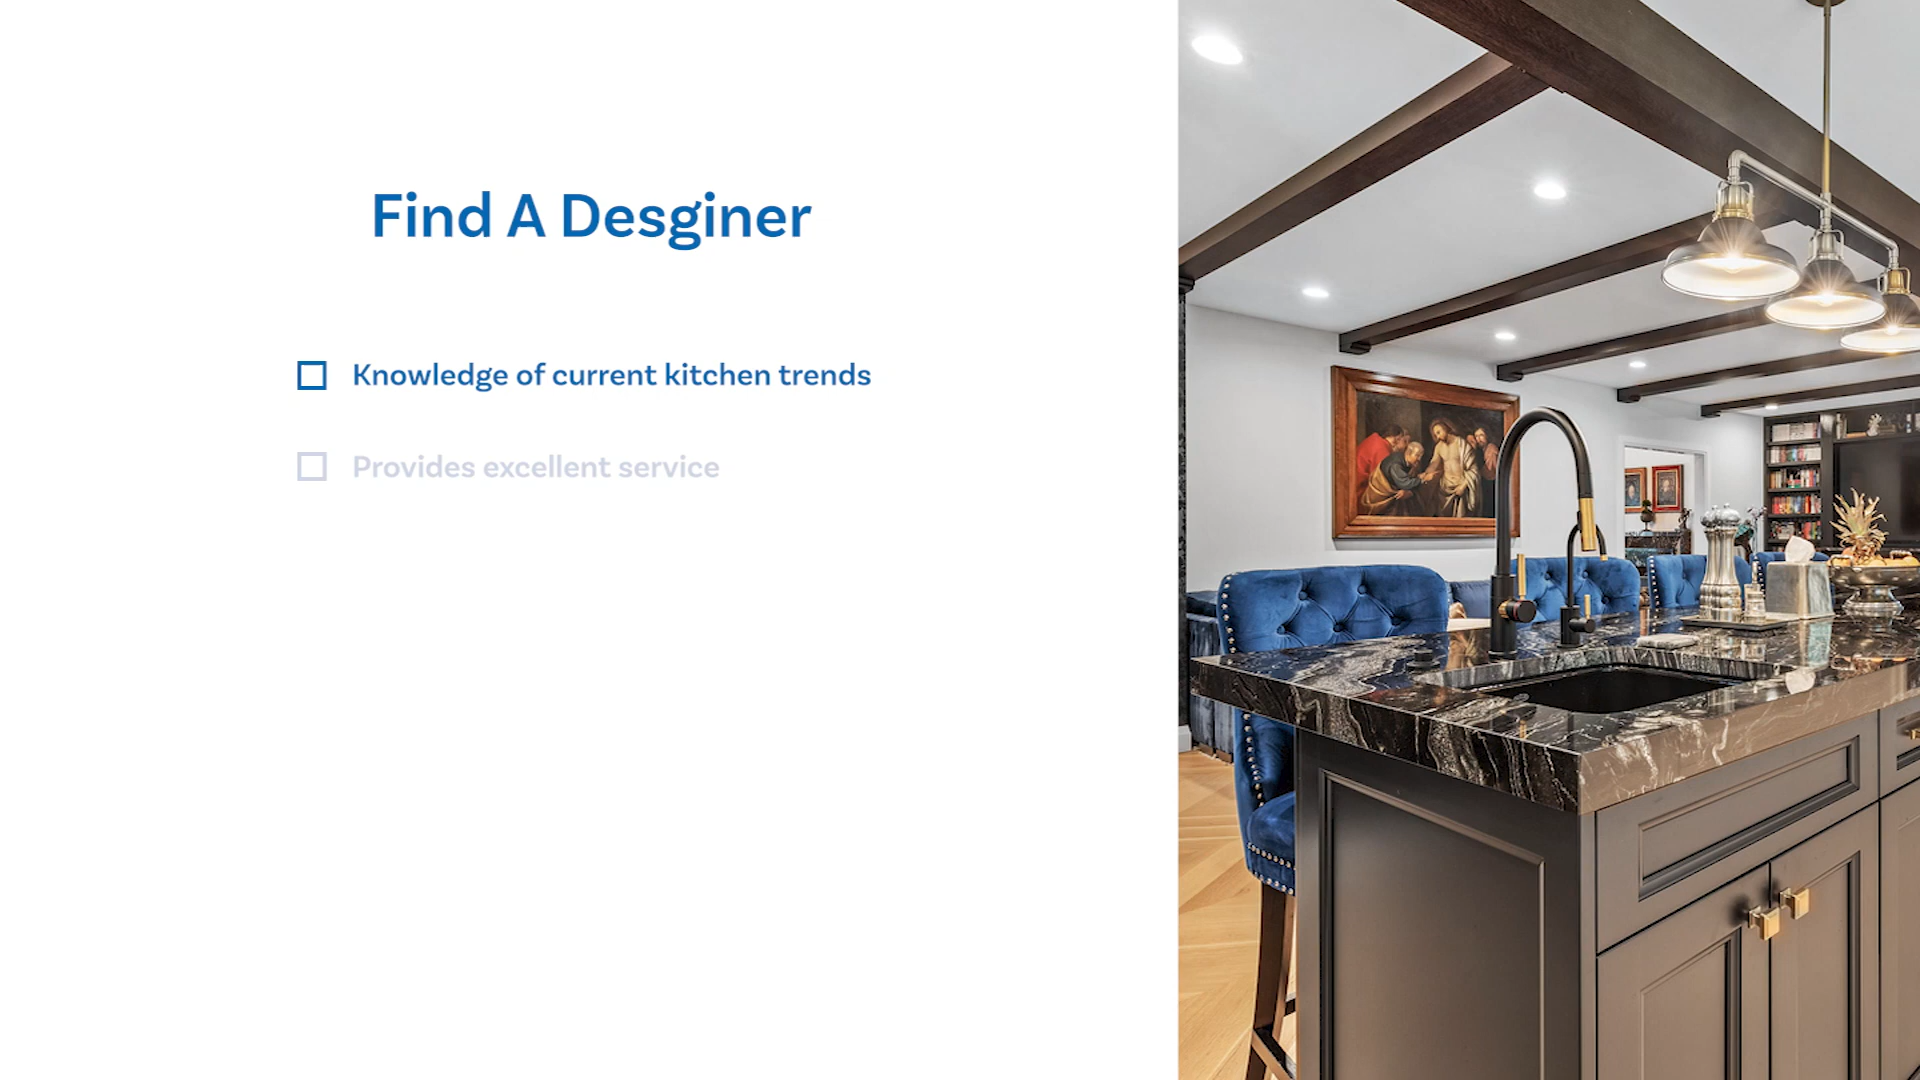 Find A Desginer
Knowledge of current kitchen trends
Provides excellent service